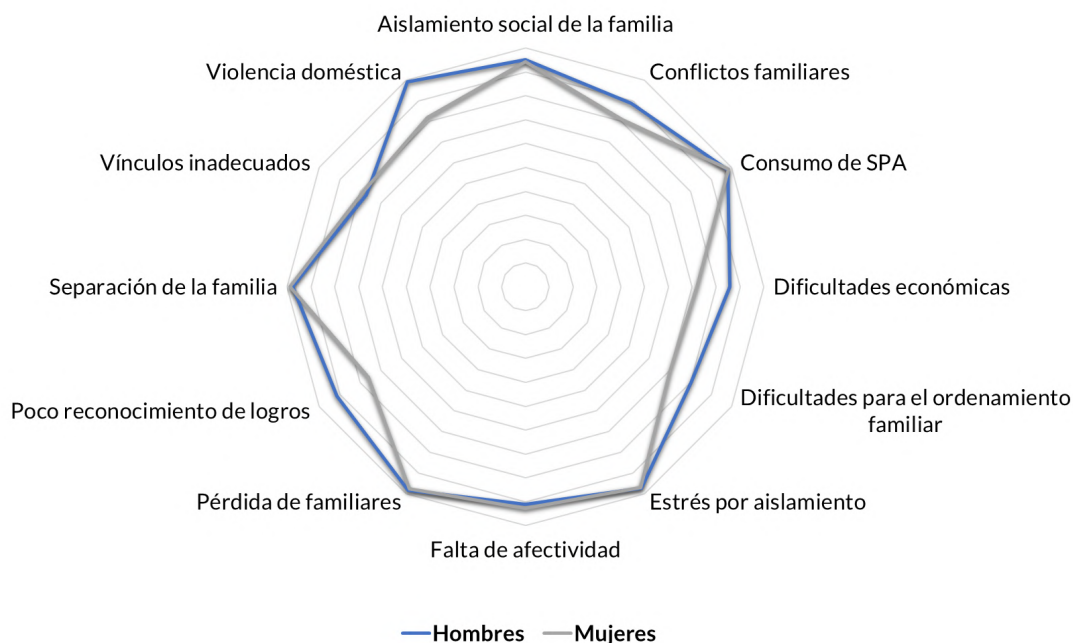 Aislamiento social de la familia
Violencia doméstica
Conflictos familiares
Vínculos inadecuados
Consumo de SPA
Separación de la familia
Dificultades económicas
Poco reconocimiento de logros
Dificultades para el ordenamiento
familiar
Pérdida de familiares
Estrés por aislamiento
Falta de afectividad
Hombres
Mujeres